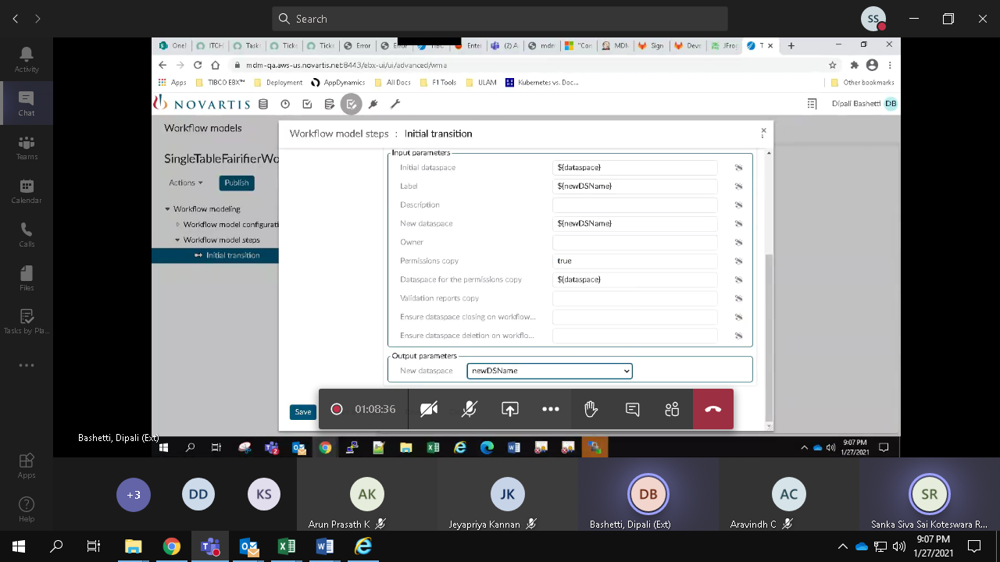 Search
SS
Activity
Chat
Teams
Calendar
Calls
Files
Tasks by Pla...
Apps
Help
OneI
ITCH
Task
Ticke
Ticke
Error
Erro
TIBC
Ente
(2) A
mdm
"Cor
MDM
Sign
Deve
JFrog
T
mdm-qa.aws-us.novartis.net:8443/ebx-ui/ui/advanced/wma
Apps
TIBCO EBX™
Deployment
AppDynamics
All Docs
F1 Tools
ULAM
Kubernetes vs. Doc...
Other bookmarks
NOVARTIS
Dipali Bashetti
DB
Workflow models
SingleTableFairifierWo
Actions
Publish
Workflow modeling
Workflow model configurati
Workflow model steps
Initial transition
Workflow model steps : Initial transition
Input parameters
Initial dataspace ${dataspace}
Label ${newDSName}
Description
New dataspace ${newDSName}
Owner
Permissions copy true
Dataspace for the permissions copy ${dataspace}
Validation reports copy
Ensure dataspace closing on workflow...
Ensure dataspace deletion on workflo...
Output parameters
New dataspace newDSName
Save
01:08:36
Bashetti, Dipali (Ext)
9:07 PM
1/27/2021
+3
DD
KS
AK
Arun Prasath K
JK
Jeyapriya Kannan
DB
Bashetti, Dipali (Ext)
AC
Aravindh C
SR
Sanka Siva Sai Koteswara R...
9:07 PM
1/27/2021